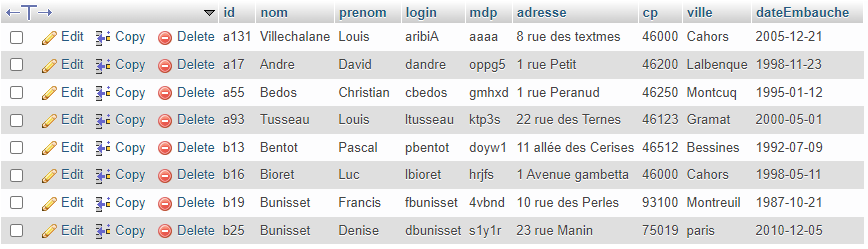 id nom prenom login mdp adresse cp ville dateEmbauche
Edit Copy Delete a131 Villechalane Louis aribiA aaaa 8 rue des textmes 46000 Cahors 2005-12-21
Edit Copy Delete a17 Andre David dandre oppg5 1 rue Petit 46200 Lalbenque 1998-11-23
Edit Copy Delete a55 Bedos Christian cbedos gmhxd 1 rue Peranud 46250 Montcuq 1995-01-12
Edit Copy Delete a93 Tusseau Louis ltusseau ktp3s 22 rue des Ternes 46123 Gramat 2000-05-01
Edit Copy Delete b13 Bentot Pascal pbentot doyw1 11 allée des Cerises 46512 Bessines 1992-07-09
Edit Copy Delete b16 Bioret Luc lbioret hrjfs 1 Avenue gambetta 46000 Cahors 1998-05-11
Edit Copy Delete b19 Bunisset Francis fbunisset 4vbnd 10 rue des Perles 93100 Montreuil 1987-10-21
Edit Copy Delete b25 Bunisset Denise dbunisset s1y1r 23 rue Manin 75019 paris 2010-12-05